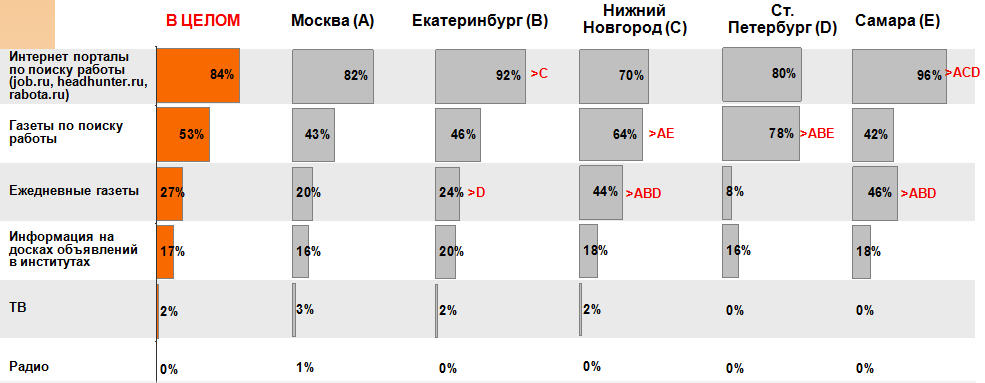 В ЦЕЛОМ
Москва (A)
Екатеринбург (B)
Нижний
Новгород (C)
Ст.
Петербург (D)
Самара (E)
Интернет порталы
по поиску работы
(job.ru, headhunter.ru,
rabota.ru)
84%
82%
92% >C
70%
80%
96% >ACD
Газеты по поиску
работы
53%
43%
46%
64% >AE
78% >ABE
42%
Ежедневные газеты
27%
20%
24% >D
44% >ABD
8%
46% >ABD
Информация на
досках объявлений
в институтах
17%
16%
20%
18%
16%
18%
ТВ
2%
3%
2%
2%
0%
0%
Радио
0%
1%
0%
0%
0%
0%